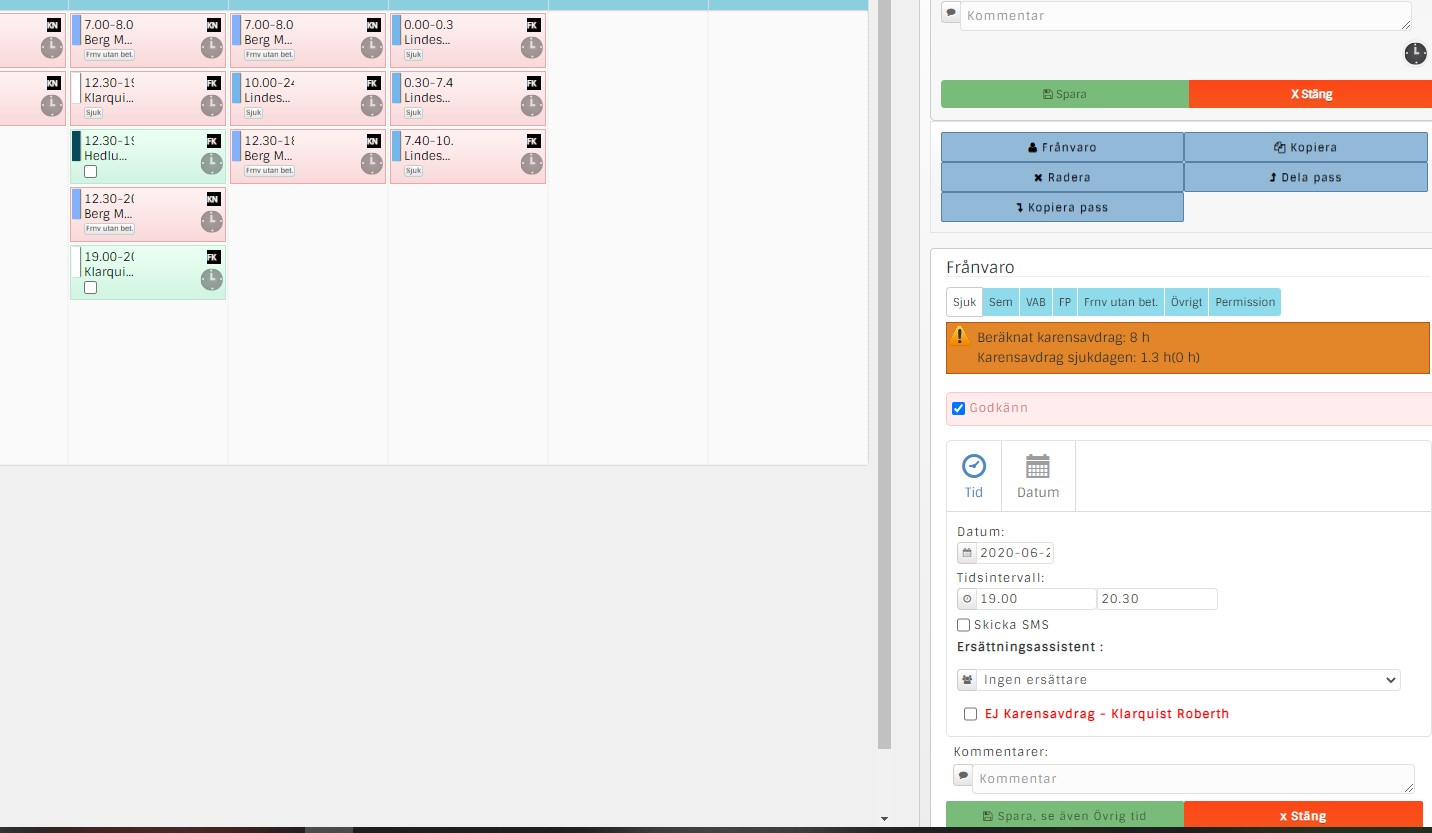 KN
KN
7.00-8.0 KN
Berg M...
Frnv utan bet.
12.30-19 FK
Klarqui...
Sjuk
12.30-19 FK
Hedlu...
12.30-20 KN
Berg M...
Frnv utan bet.
19.00-20 FK
Klarqui...
7.00-8.0 KN
Berg M...
Frnv utan bet.
10.00-24 FK
Lindes...
Sjuk
12.30-18 KN
Berg M...
Frnv utan bet.
0.00-0.3 FK
Lindes...
Sjuk
0.30-7.4 FK
Lindes...
Sjuk
7.40-10. FK
Lindes...
Sjuk
Kommentar
Spara X Stäng
Frånvaro Kopiera
Radera Dela pass
Kopiera pass
Frånvaro
Sjuk Sem VAB FP Frnv utan bet. Övrigt Permission
Beräknat karensavdrag: 8 h
Karensavdrag sjukdagen: 1.3 h(0 h)
Godkänn
Tid Datum
Datum:
2020-06-2
Tidsintervall:
19.00 20.30
Skicka SMS
Ersättningsassistent :
Ingen ersättare
EJ Karensavdrag - Klarquist Roberth
Kommentarer:
Kommentar
Spara, se även Övrig tid x Stäng